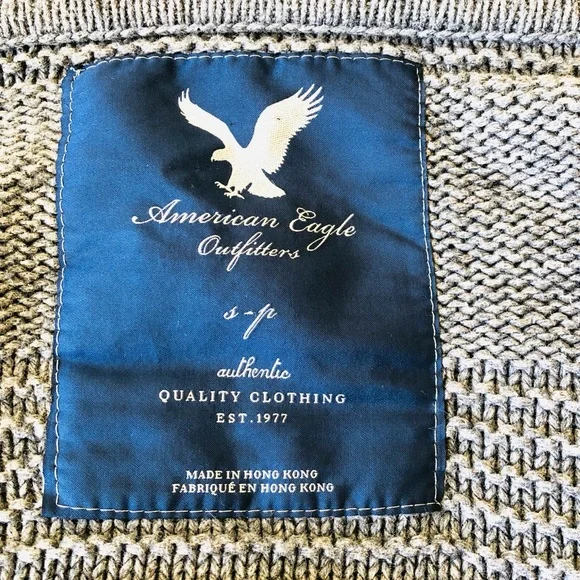 American Eagle
Outfitters
s-p
authentic
QUALITY CLOTHING
EST. 1977
MADE IN HONG KONG
FABRIQUÉ EN HONG KONG